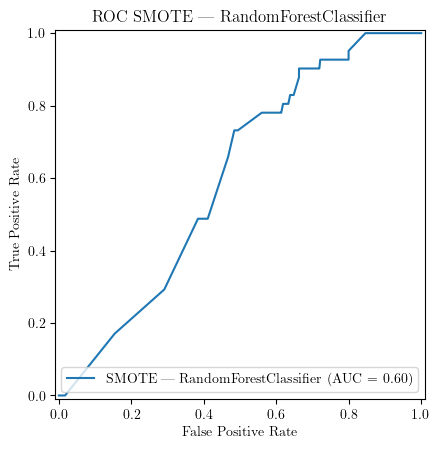 ROC SMOTE — RandomForestClassifier
1.0
0.8
0.6
0.4
0.2
0.0
True Positive Rate
SMOTE — RandomForestClassifier (AUC = 0.60)
0.0 0.2 0.4 0.6 0.8 1.0
False Positive Rate